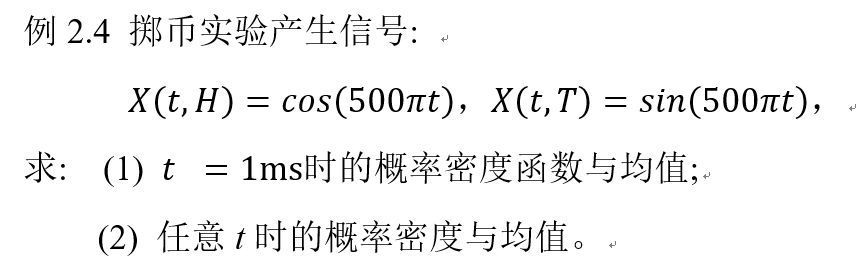 例 2.4 掷币实验产生信号:
X(t, H) = cos(500πt)，X(t, T) = sin(500πt)，
求: (1) t = 1ms时的概率密度函数与均值;
(2) 任意 t 时的概率密度与均值。